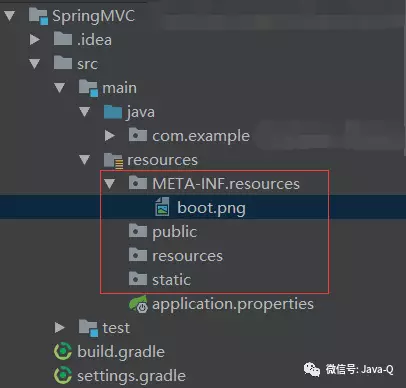 SpringMVC
.idea
src
main
java
com.example
resources
META-INF.resources
boot.png
public
resources
static
application.properties
test
build.gradle
settings.gradle
微信号: Java-Q